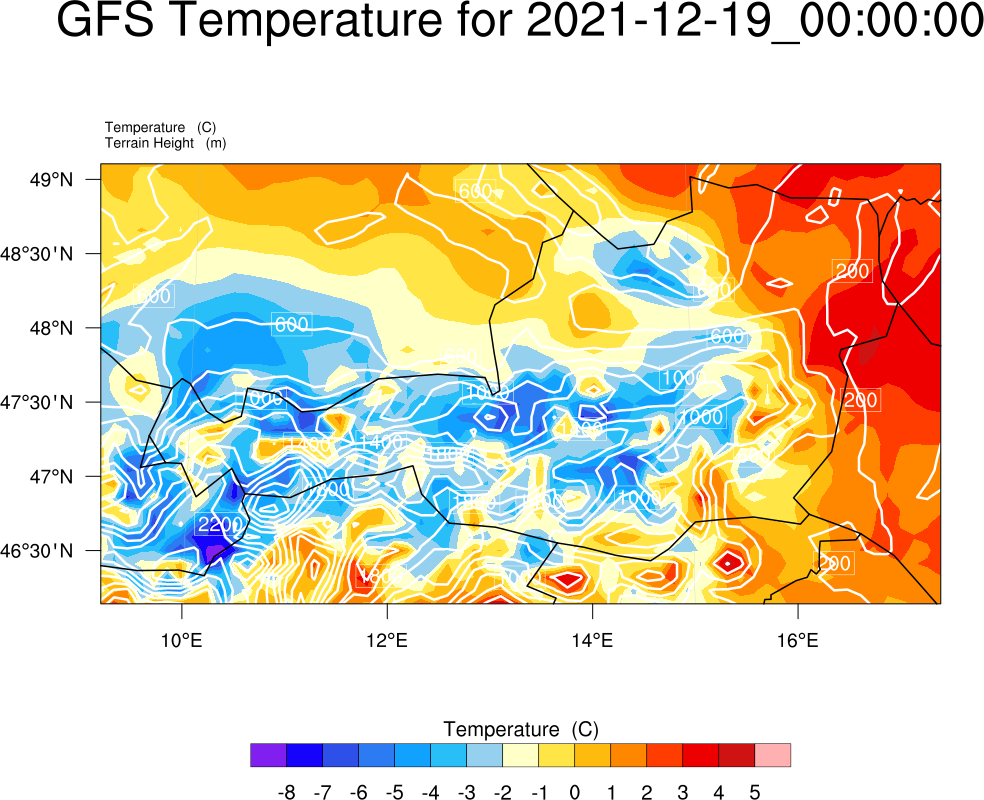 GFS Temperature for 2021-12-19_00:00:00
Temperature (C)
Terrain Height (m)
49°N
48°30'N
48°N
47°30'N
47°N
46°30'N
600
200
600
600
200
1000
1000
1000
200
1000
1400
1400
1000
2200
200
10°E 12°E 14°E 16°E
Temperature (C)
-8 -7 -6 -5 -4 -3 -2 -1 0 1 2 3 4 5